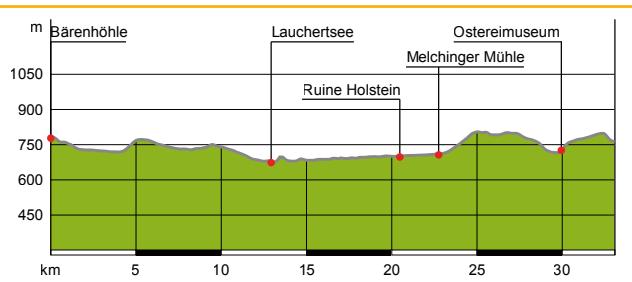 m
Bärenhöhle
Lauchertsee
Ostereimuseum
Melchinger Mühle
Ruine Holstein
1050
900
750
600
450
km 5 10 15 20 25 30